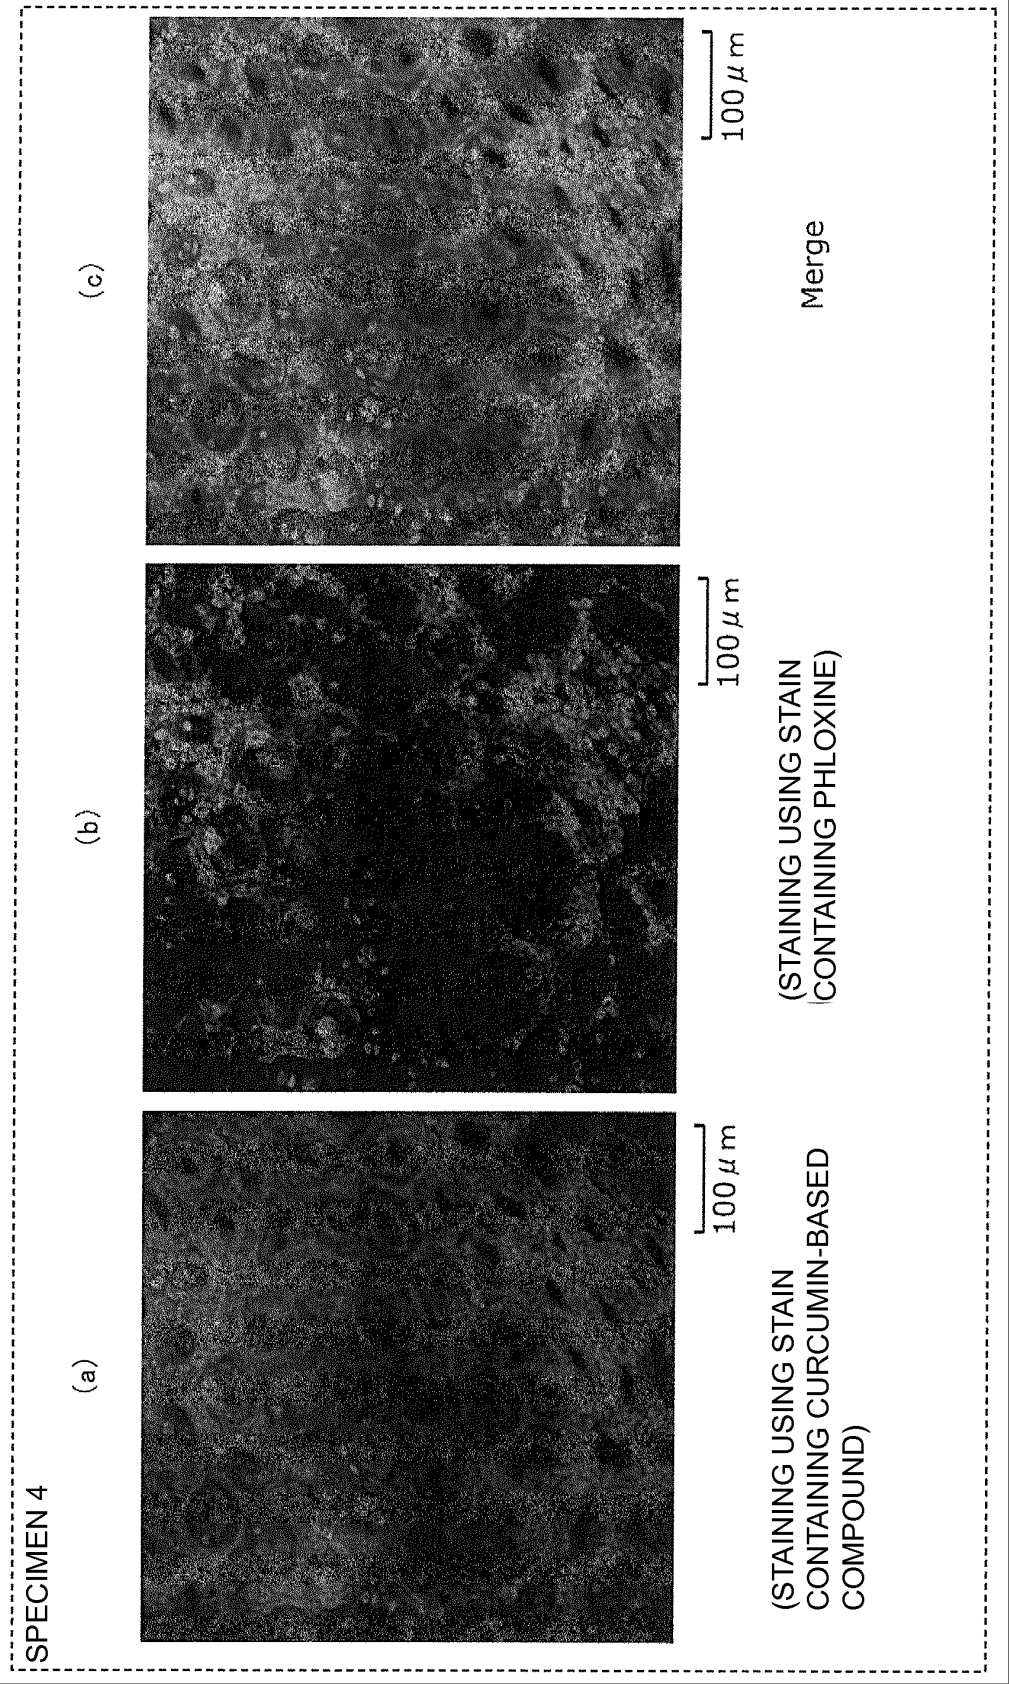 SPECIMEN 4
(a)
(b)
(c)
100 μm
100 μm
100 μm
(STAINING USING STAIN
CONTAINING CURCUMIN-BASED
COMPOUND)
(STAINING USING STAIN
CONTAINING PHLOXINE)
Merge